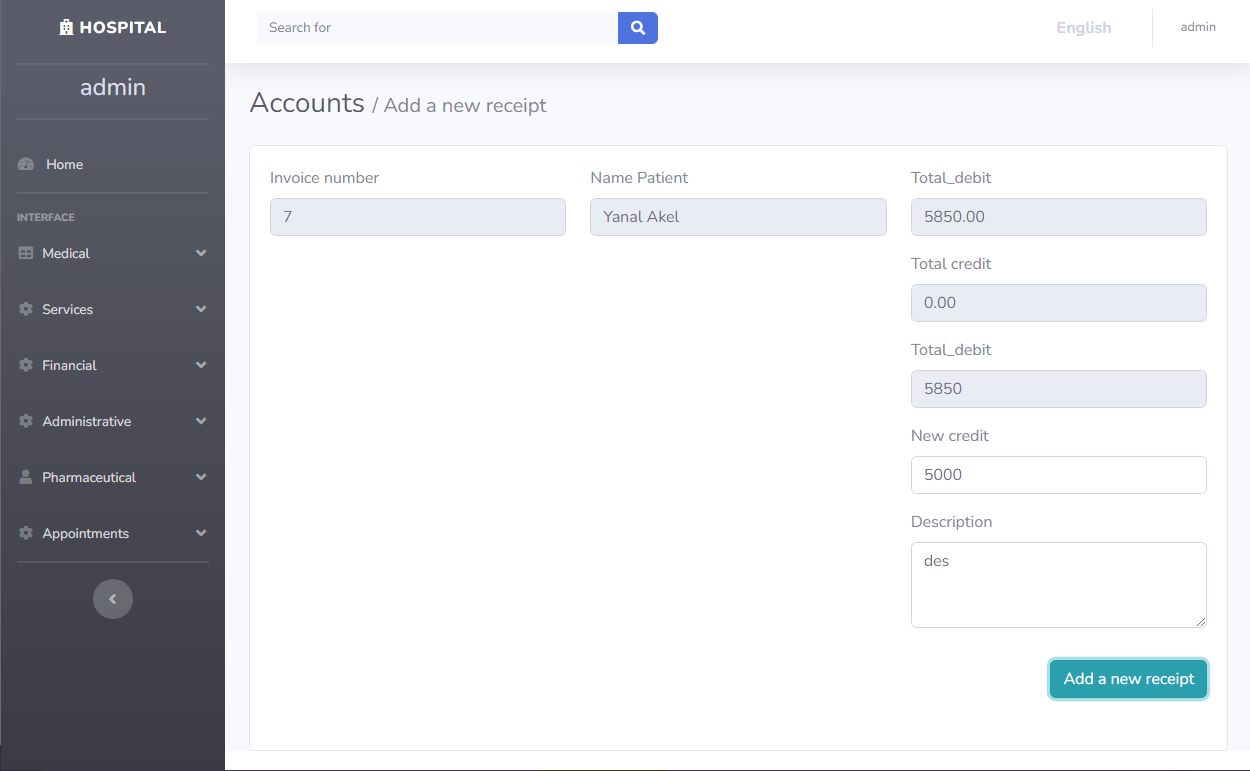 HOSPITAL
admin
Home
INTERFACE
Medical
Services
Financial
Administrative
Pharmaceutical
Appointments
Search for
English
admin
Accounts / Add a new receipt
Invoice number
7
Name Patient
Yanal Akel
Total_debit
5850.00
Total credit
0.00
Total_debit
5850
New credit
5000
Description
des
Add a new receipt